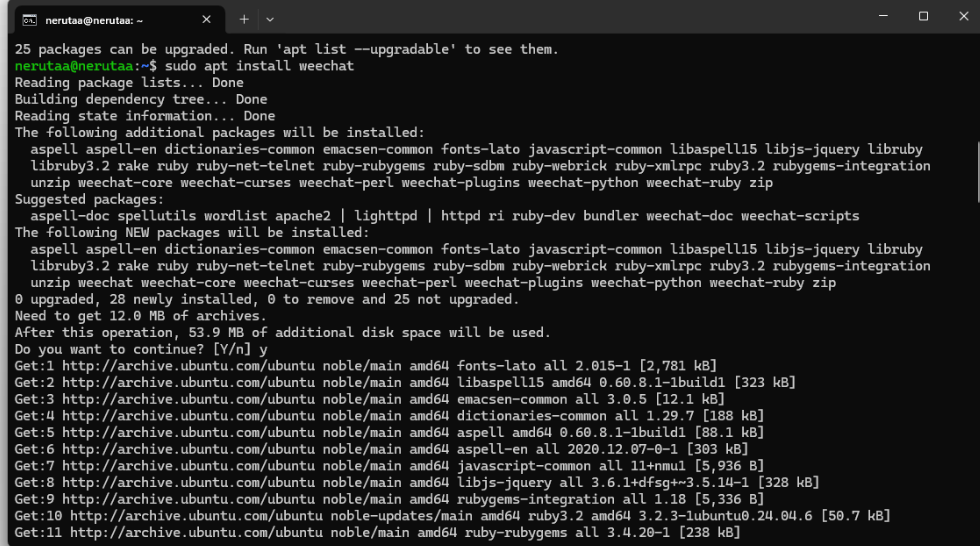 nerutaa@nerutaa: ~
25 packages can be upgraded. Run 'apt list --upgradable' to see them.
nerutaa@nerutaa:~$ sudo apt install weechat
Reading package lists... Done
Building dependency tree... Done
Reading state information... Done
The following additional packages will be installed:
  aspell aspell-en dictionaries-common emacsen-common fonts-lato javascript-common libaspell15 libjs-jquery libruby
  libruby3.2 rake ruby ruby-net-telnet ruby-rubygems ruby-sdbm ruby-webrick ruby-xmlrpc ruby3.2 rubygems-integration
  unzip weechat-core weechat-curses weechat-perl weechat-plugins weechat-python weechat-ruby zip
Suggested packages:
  aspell-doc spellutils wordlist apache2 | lighttpd | httpd ri ruby-dev bundler weechat-doc weechat-scripts
The following NEW packages will be installed:
  aspell aspell-en dictionaries-common emacsen-common fonts-lato javascript-common libaspell15 libjs-jquery libruby
  libruby3.2 rake ruby ruby-net-telnet ruby-rubygems ruby-sdbm ruby-webrick ruby-xmlrpc ruby3.2 rubygems-integration
  unzip weechat weechat-core weechat-curses weechat-perl weechat-plugins weechat-python weechat-ruby zip
0 upgraded, 28 newly installed, 0 to remove and 25 not upgraded.
Need to get 12.0 MB of archives.
After this operation, 53.9 MB of additional disk space will be used.
Do you want to continue? [Y/n] y
Get:1 http://archive.ubuntu.com/ubuntu noble/main amd64 fonts-lato all 2.015-1 [2,781 kB]
Get:2 http://archive.ubuntu.com/ubuntu noble/main amd64 libaspell15 amd64 0.60.8.1-1build1 [323 kB]
Get:3 http://archive.ubuntu.com/ubuntu noble/main amd64 emacsen-common all 3.0.5 [12.1 kB]
Get:4 http://archive.ubuntu.com/ubuntu noble/main amd64 dictionaries-common all 1.29.7 [188 kB]
Get:5 http://archive.ubuntu.com/ubuntu noble/main amd64 aspell amd64 0.60.8.1-1build1 [88.1 kB]
Get:6 http://archive.ubuntu.com/ubuntu noble/main amd64 aspell-en all 2020.12.07-0-1 [303 kB]
Get:7 http://archive.ubuntu.com/ubuntu noble/main amd64 javascript-common all 11+nmu1 [5,936 B]
Get:8 http://archive.ubuntu.com/ubuntu noble/main amd64 libjs-jquery all 3.6.1+dfsg+~3.5.14-1 [328 kB]
Get:9 http://archive.ubuntu.com/ubuntu noble/main amd64 rubygems-integration all 1.18 [5,336 B]
Get:10 http://archive.ubuntu.com/ubuntu noble-updates/main amd64 ruby3.2 amd64 3.2.3-1ubuntu0.24.04.6 [50.7 kB]
Get:11 http://archive.ubuntu.com/ubuntu noble/main amd64 ruby-rubygems all 3.4.20-1 [238 kB]